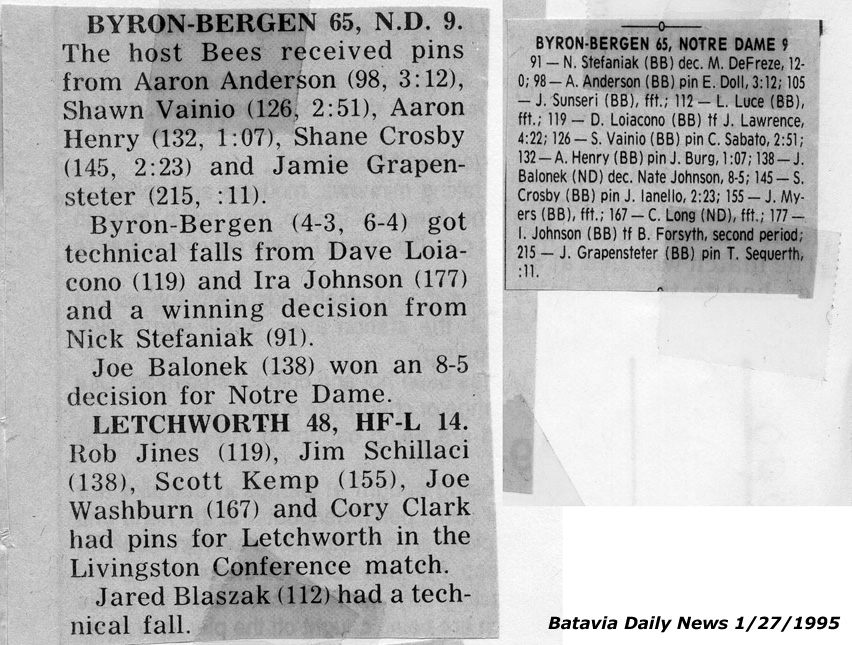 BYRON-BERGEN 65, N.D. 9.
The host Bees received pins
from Aaron Anderson (98, 3:12),
Shawn Vainio (126, 2:51), Aaron
Henry (132, 1:07), Shane Crosby
(145, 2:23) and Jamie Grapen-
steter (215, :11).
Byron-Bergen (4-3, 6-4) got
technical falls from Dave Loia-
cono (119) and Ira Johnson (177)
and a winning decision from
Nick Stefaniak (91).
Joe Balonek (138) won an 8-5
decision for Notre Dame.
LETCHWORTH 48, HF-L 14.
Rob Jines (119), Jim Schillaci
(138), Scott Kemp (155), Joe
Washburn (167) and Cory Clark
had pins for Letchworth in the
Livingston Conference match.
Jared Blaszak (112) had a tech-
nical fall.
BYRON-BERGEN 65, NOTRE DAME 9
91 — N. Stefaniak (BB) dec. M. DeFreze, 12-
0; 98 — A. Anderson (BB) pin E. Doll, 3:12; 105
— J. Sunseri (BB), fft.; 112 — L. Luce (BB),
fft.; 119 — D. Loiacono (BB) tf J. Lawrence,
4:22; 126 — S. Vainio (BB) pin C. Sabato, 2:51;
132 — A. Henry (BB) pin J. Burg, 1:07; 138 — J.
Balonek (ND) dec. Nate Johnson, 8-5; 145 — S.
Crosby (BB) pin J. Ianello, 2:23; 155 — J. My-
ers (BB), fft.; 167 — C. Long (ND), fft.; 177 —
I. Johnson (BB) tf B. Forsyth, second period;
215 — J. Grapensteter (BB) pin T. Sequerth,
:11.
Batavia Daily News 1/27/1995